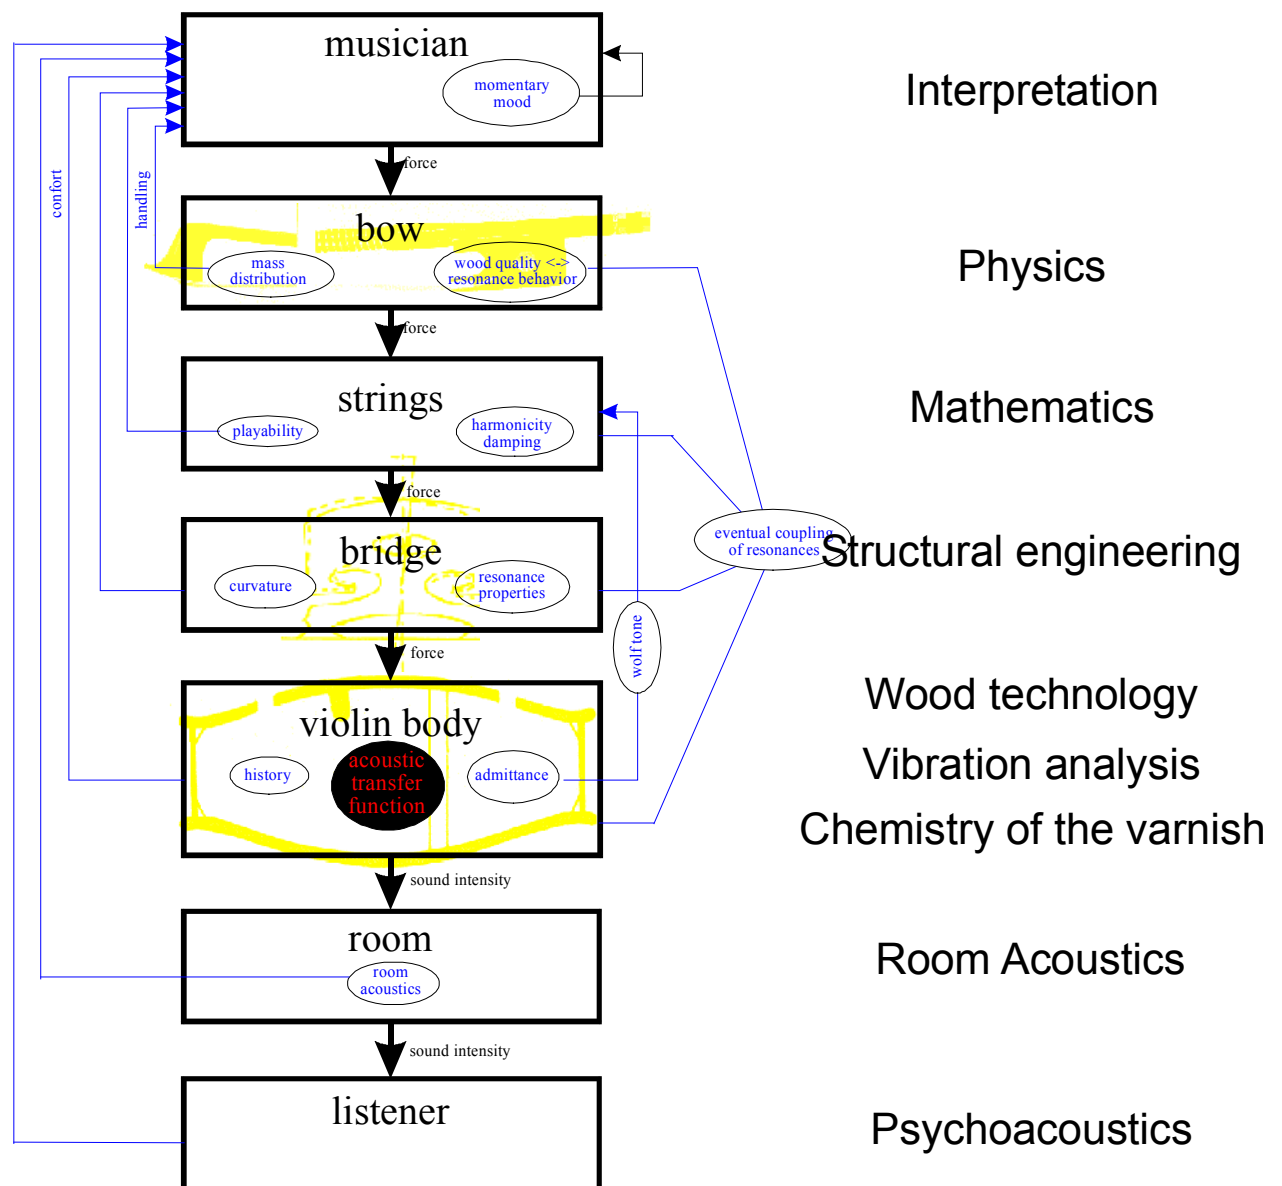 musician
momentary
mood
Interpretation
force
confort
handling
bow
mass
distribution
wood quality <->
resonance behavior
Physics
force
strings
playability
harmonicity
damping
Mathematics
force
bridge
curvature
resonance
properties
eventual coupling
of resonances
Structural engineering
wolf tone
force
violin body
history
acoustic
transfer
function
admittance
Wood technology
Vibration analysis
Chemistry of the varnish
sound intensity
room
room
acoustics
Room Acoustics
sound intensity
listener
Psychoacoustics